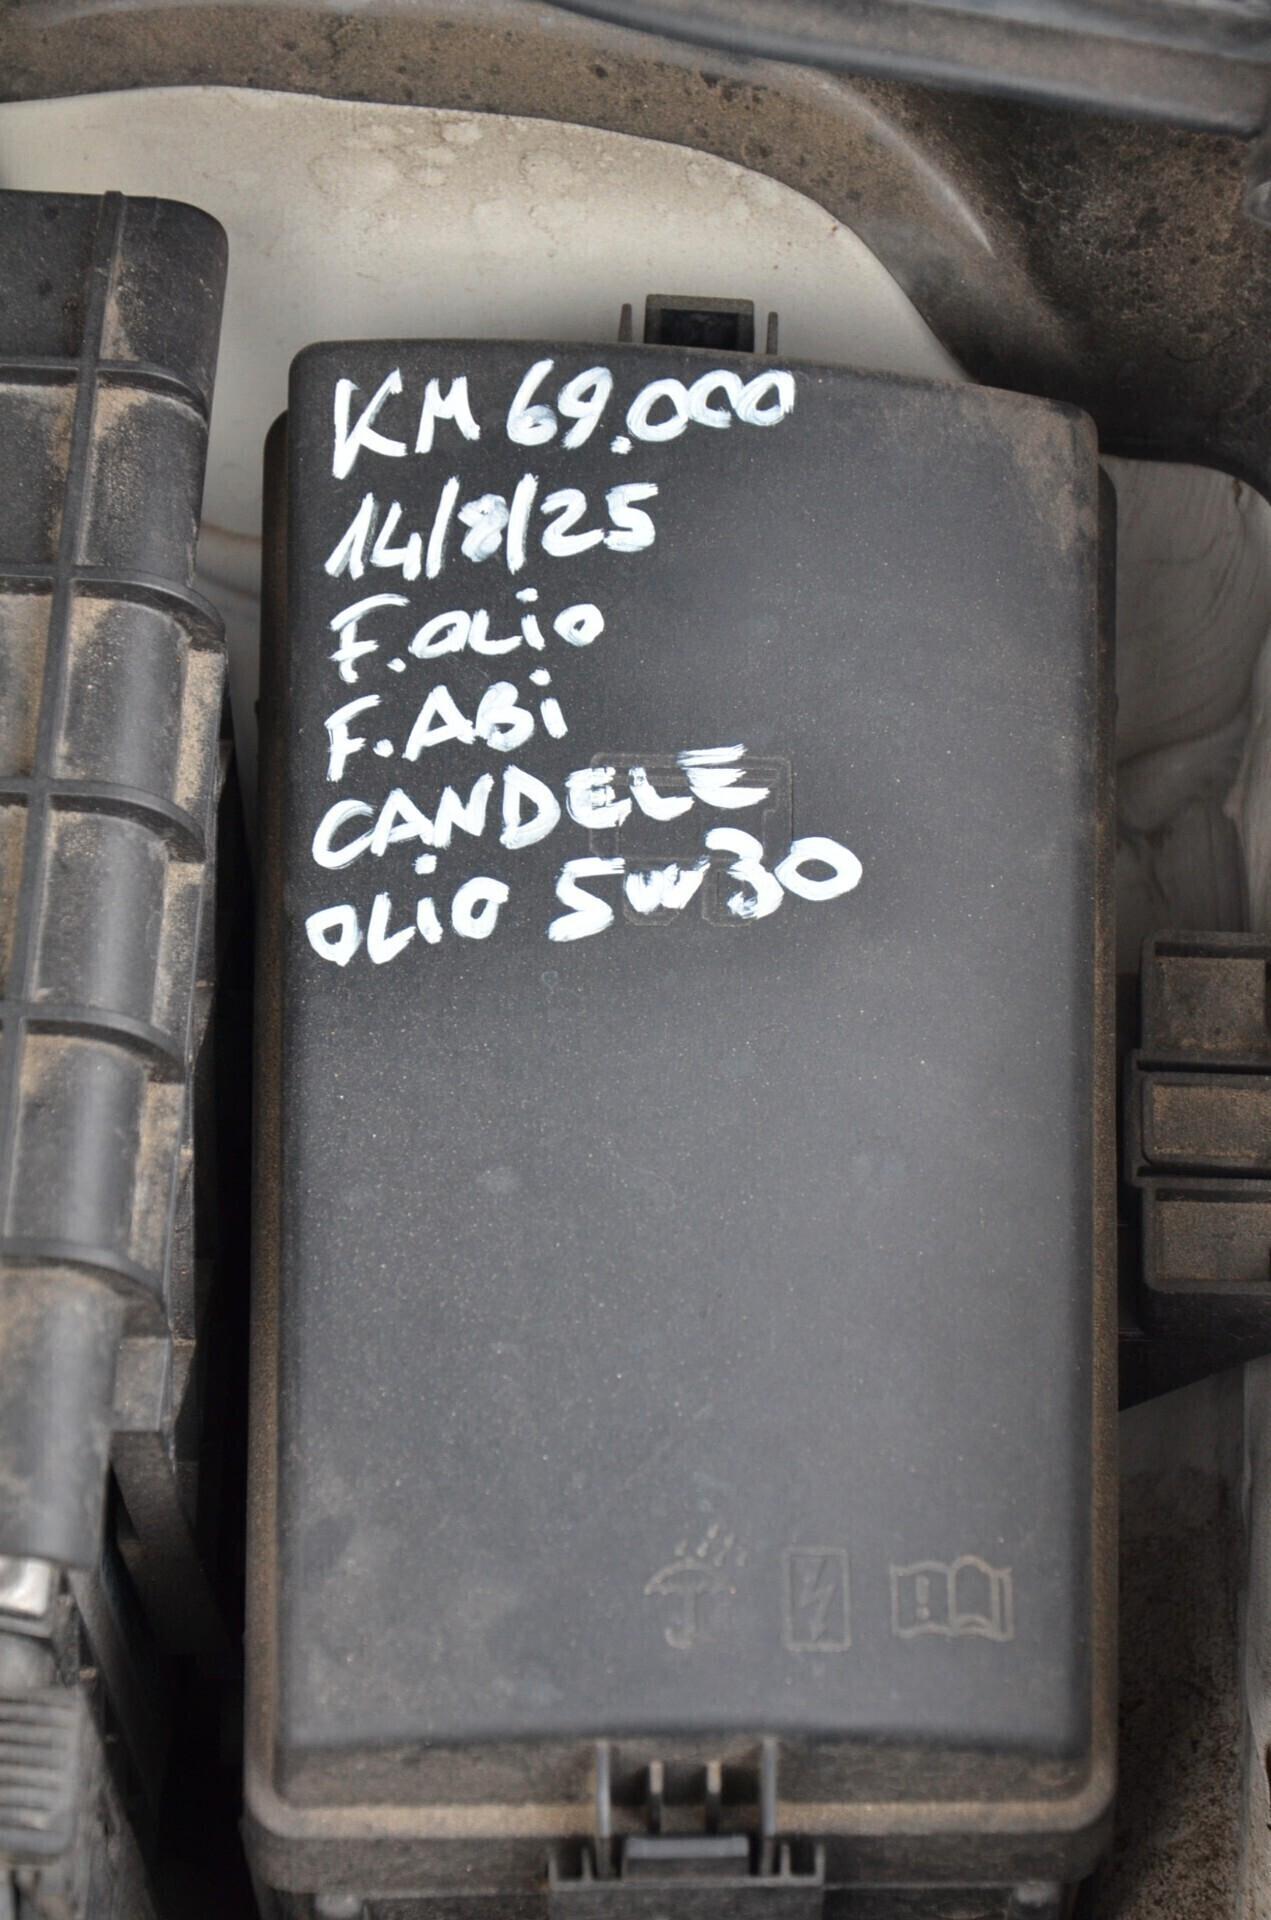 KM 69.000
14/8/25
F. OLiO
F. ABi
CANDELE
OLiO 5W30